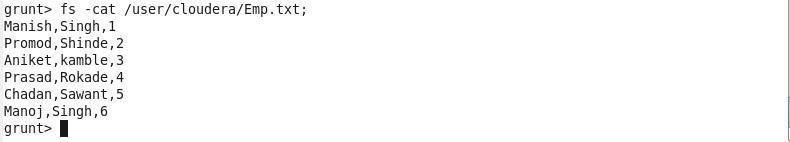 grunt> fs -cat /user/cloudera/Emp.txt;
Manish,Singh,1
Promod,Shinde,2
Aniket,kamble,3
Prasad,Rokade,4
Chadan,Sawant,5
Manoj,Singh,6
grunt>